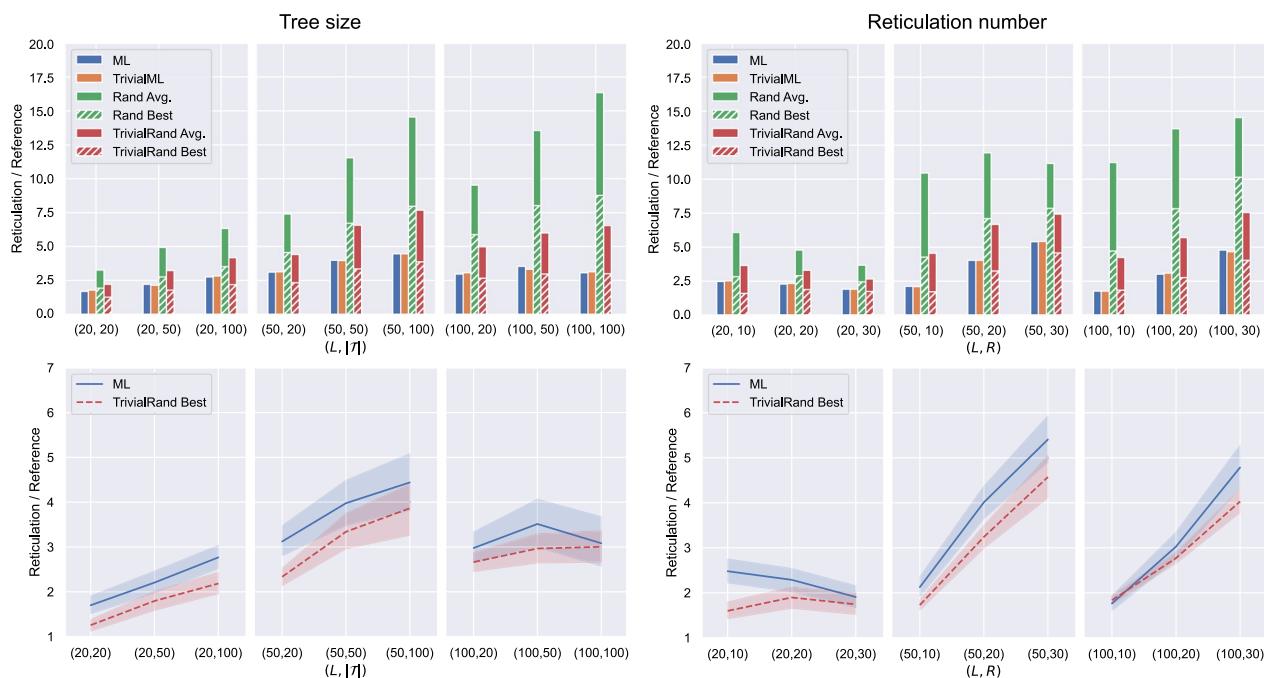 Tree size
20.0
17.5
15.0
12.5
10.0
7.5
5.0
2.5
0.0
Reticulation / Reference
ML
TrivialML
Rand Avg.
Rand Best
TrivialRand Avg.
TrivialRand Best
(20, 20) (20, 50) (20, 100) (50, 20) (50, 50) (50, 100) (100, 20) (100, 50) (100, 100)
(L, |𝒯|)
Reticulation number
20.0
17.5
15.0
12.5
10.0
7.5
5.0
2.5
0.0
Reticulation / Reference
ML
TrivialML
Rand Avg.
Rand Best
TrivialRand Avg.
TrivialRand Best
(20, 10) (20, 20) (20, 30) (50, 10) (50, 20) (50, 30) (100, 10) (100, 20) (100, 30)
(L, R)
7
6
5
4
3
2
1
Reticulation / Reference
ML
TrivialRand Best
(20,20) (20,50) (20,100) (50,20) (50,50) (50,100) (100,20) (100,50) (100,100)
(L, |𝒯|)
7
6
5
4
3
2
1
Reticulation / Reference
ML
TrivialRand Best
(20,10) (20,20) (20,30) (50,10) (50,20) (50,30) (100,10) (100,20) (100,30)
(L, R)